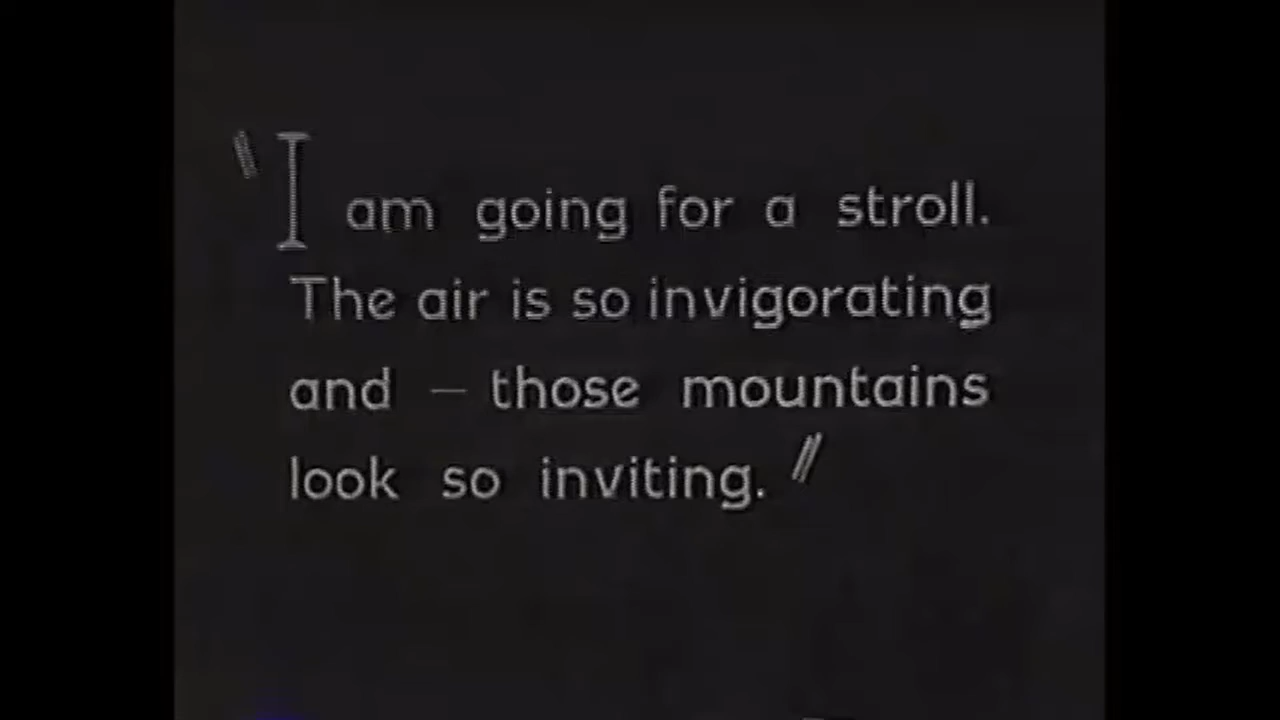 "I am going for a stroll.
The air is so invigorating
and — those mountains
look so inviting."